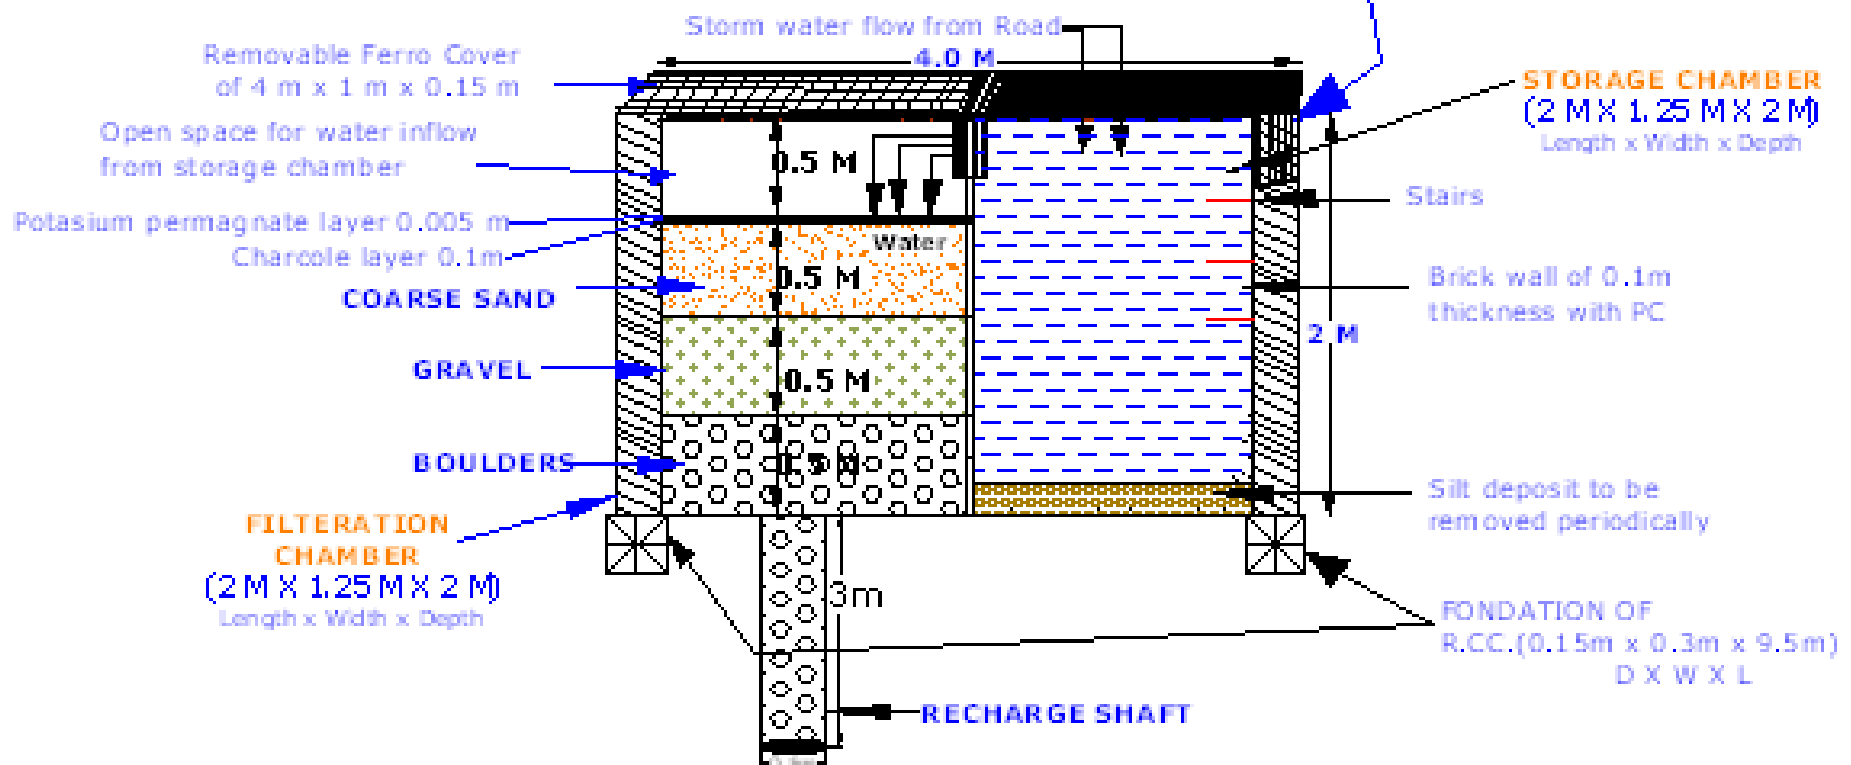 Storm water flow from Road
4.0 M
Removable Ferro Cover
of 4 m x 1 m x 0.15 m
STORAGE CHAMBER
(2 M X 1.25 M X 2 M)
Length x Width x Depth
Open space for water inflow
from storage chamber
0.5 M
Stairs
Potasium permagnate layer 0.005 m
Charcole layer 0.1m
Water
0.5 M
COARSE SAND
Brick wall of 0.1m
thickness with PC
2 M
GRAVEL
0.5 M
BOULDERS
Silt deposit to be
removed periodically
FILTERATION
CHAMBER
(2 M X 1.25 M X 2 M)
Length x Width x Depth
3m
FONDATION OF
R.CC.(0.15m x 0.3m x 9.5m)
D X W X L
RECHARGE SHAFT